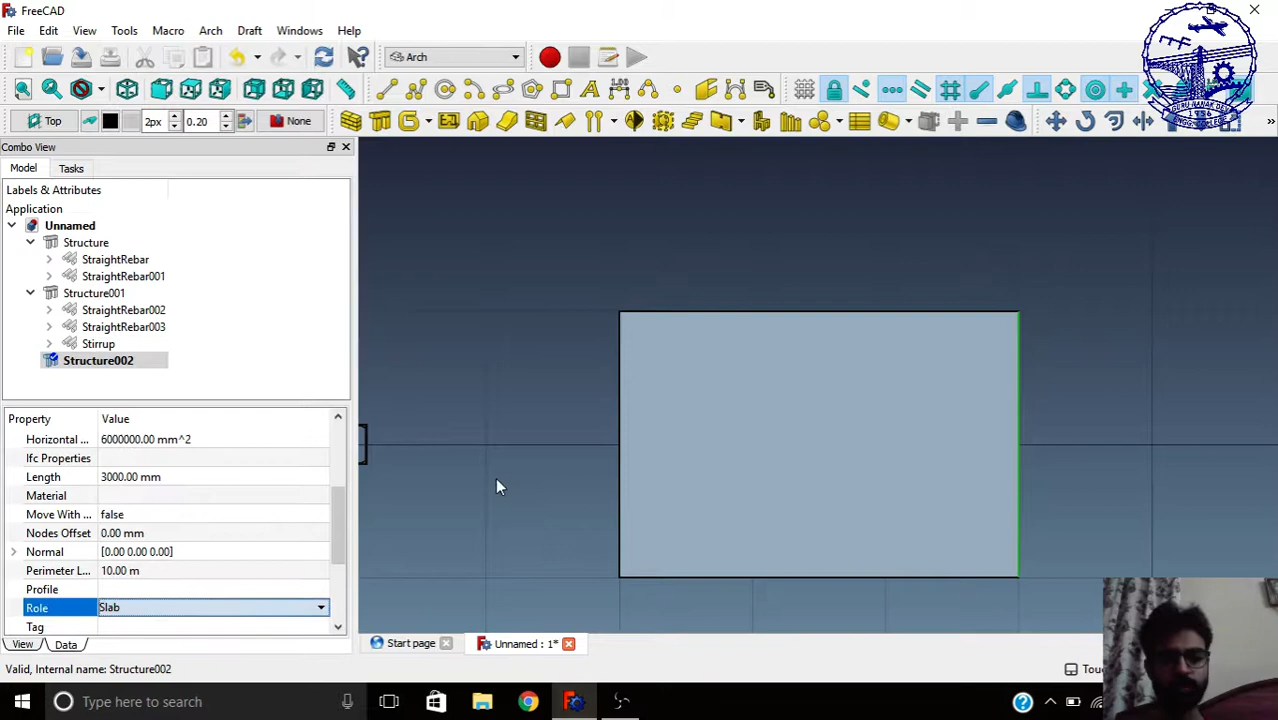 FreeCAD
File Edit View Tools Macro Arch Draft Windows Help
Arch
Top 2px 0.20 None
Combo View
Model Tasks
Labels & Attributes
Application
Unnamed
Structure
StraightRebar
StraightRebar001
Structure001
StraightRebar002
StraightRebar003
Stirrup
Structure002
Property Value
Horizontal ... 6000000.00 mm^2
Ifc Properties
Length 3000.00 mm
Material
Move With ... false
Nodes Offset 0.00 mm
Normal [0.00 0.00 0.00]
Perimeter L... 10.00 m
Profile
Role Slab
Tag
View Data
Start page
Unnamed : 1*
Valid, Internal name: Structure002
Type here to search